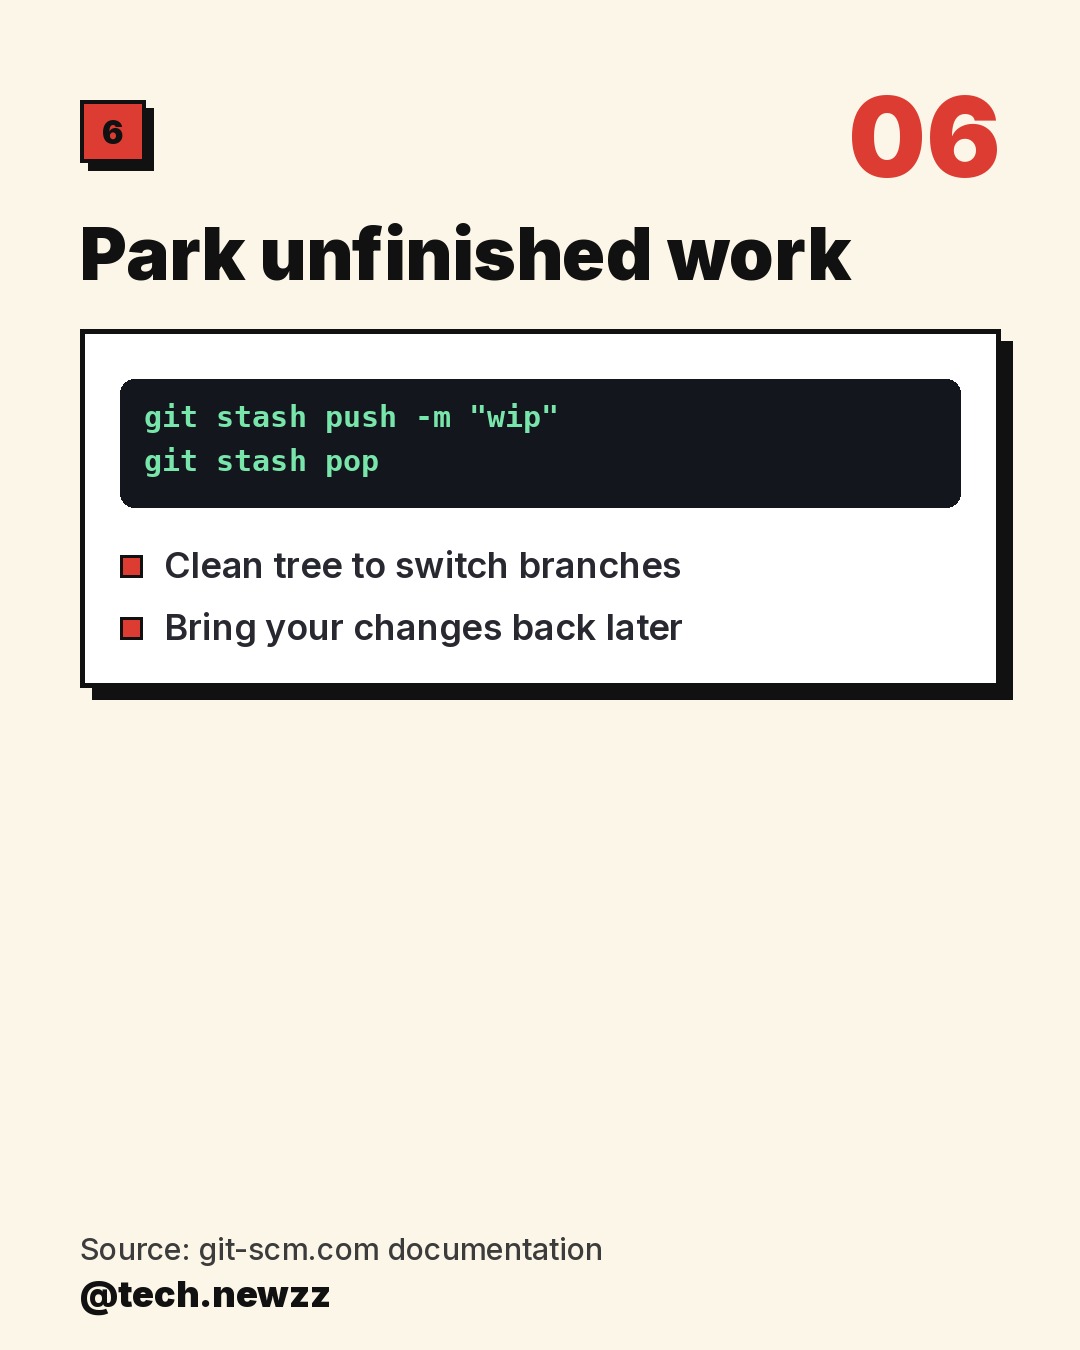 6
06
Park unfinished work
git stash push -m "wip"
git stash pop
Clean tree to switch branches
Bring your changes back later
Source: git-scm.com documentation
@tech.newzz